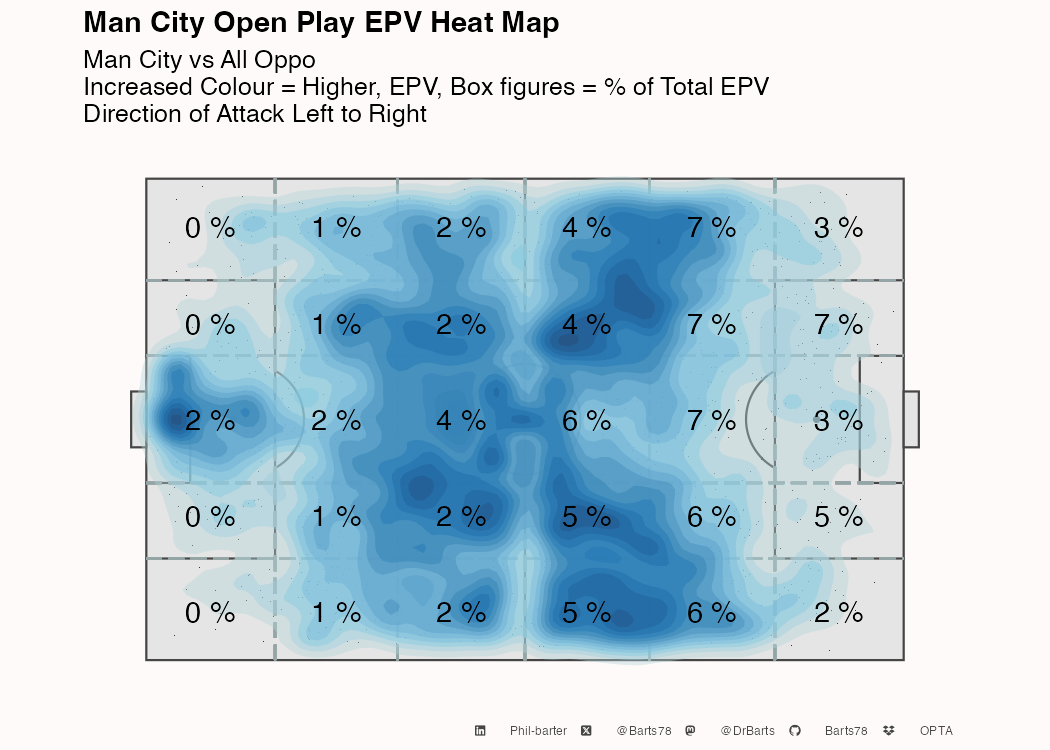 Man City Open Play EPV Heat Map
Man City vs All Oppo
Increased Colour = Higher, EPV, Box figures = % of Total EPV
Direction of Attack Left to Right
0 % 1 % 2 % 4 % 7 % 3 %
0 % 1 % 2 % 4 % 7 % 7 %
2 % 2 % 4 % 6 % 7 % 3 %
0 % 1 % 2 % 5 % 6 % 5 %
0 % 1 % 2 % 5 % 6 % 2 %
Phil-barter @Barts78 @DrBarts Barts78 OPTA